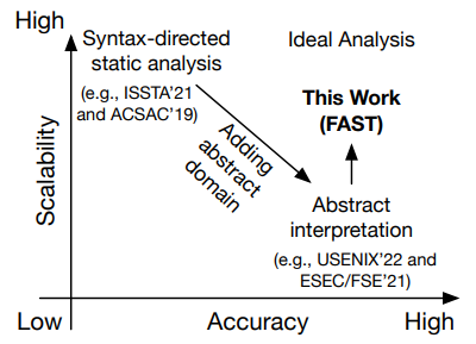 High
Syntax-directed
static analysis
(e.g., ISSTA'21
and ACSAC'19)
Ideal Analysis
This Work
(FAST)
Adding
abstract
domain
Abstract
interpretation
(e.g., USENIX'22 and
ESEC/FSE'21)
Scalability
Low
Accuracy
High